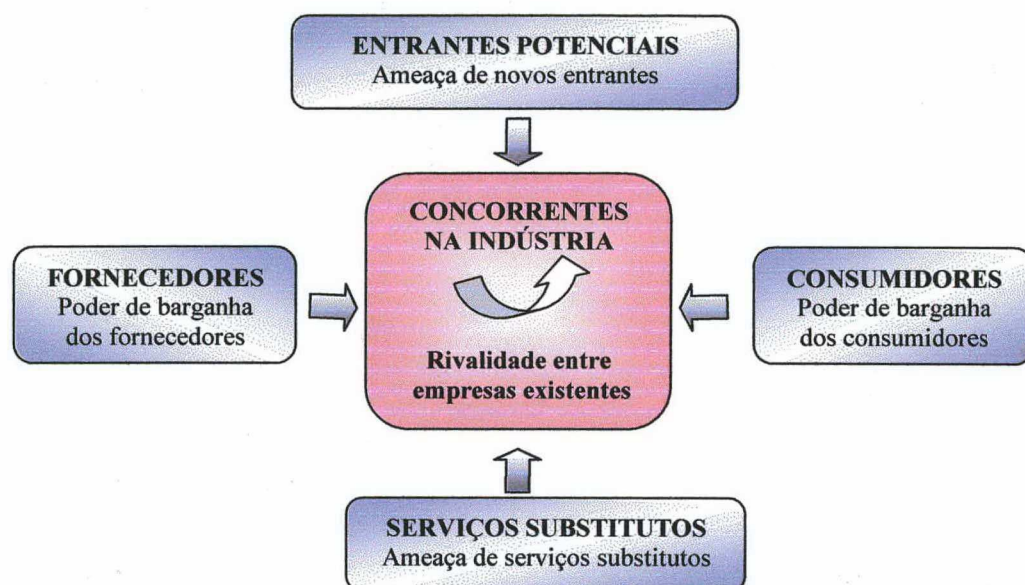 ENTRANTES POTENCIAIS
Ameaça de novos entrantes
CONCORRENTES
NA INDÚSTRIA
FORNECEDORES
Poder de barganha
dos fornecedores
CONSUMIDORES
Poder de barganha
dos consumidores
Rivalidade entre
empresas existentes
SERVIÇOS SUBSTITUTOS
Ameaça de serviços substitutos